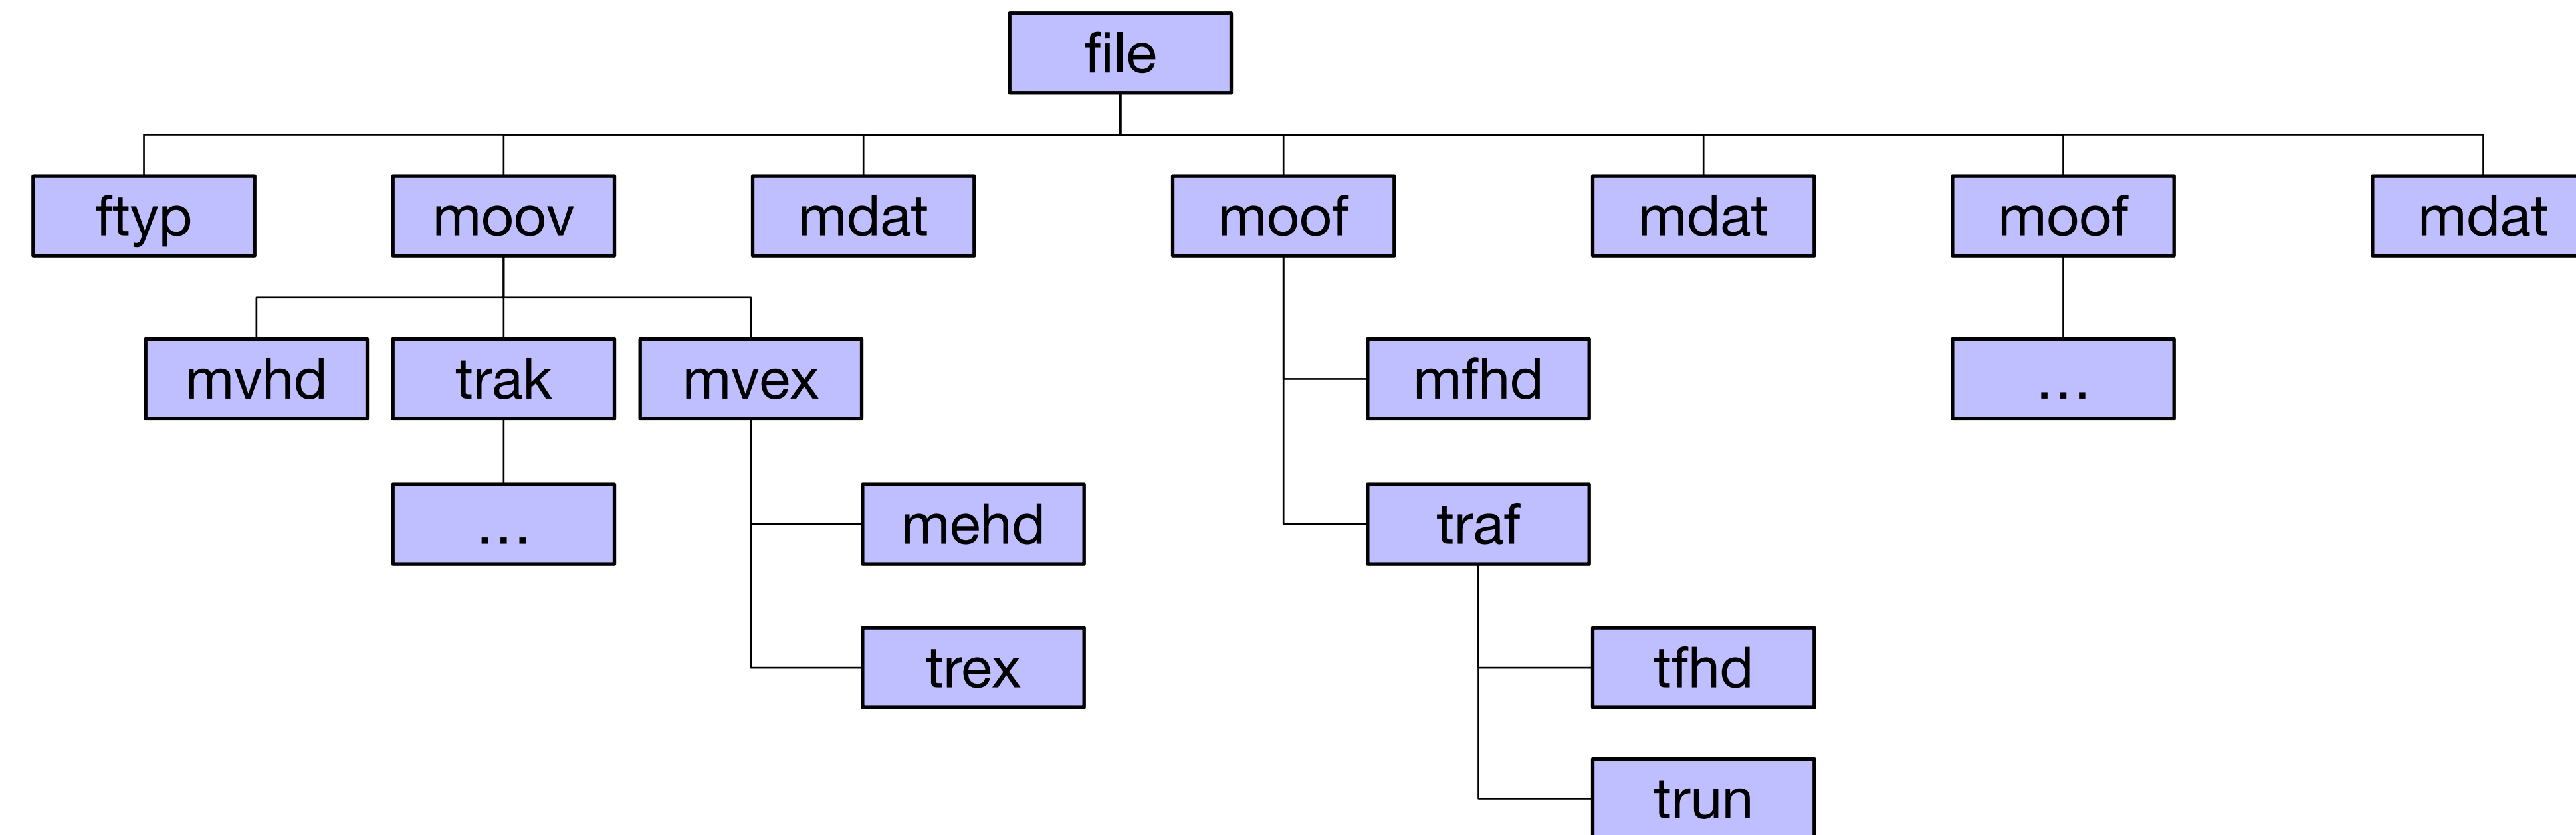 file
ftyp
moov
mdat
moof
mdat
moof
mdat
mvhd
trak
mvex
mfhd
...
...
mehd
traf
trex
tfhd
trun